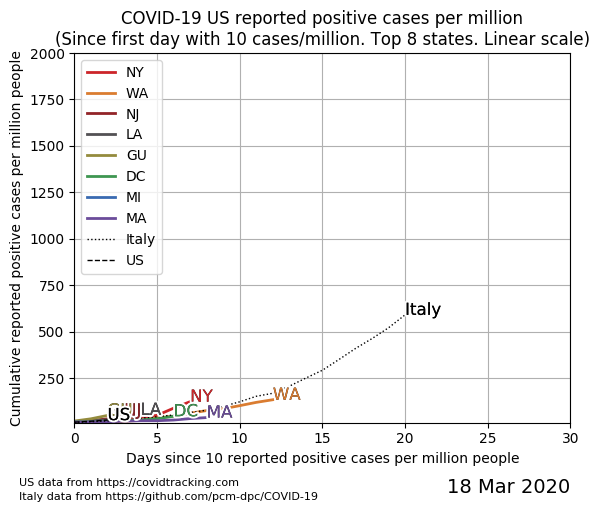 COVID-19 US reported positive cases per million
(Since first day with 10 cases/million. Top 8 states. Linear scale)
Cumulative reported positive cases per million people
2000
1750
1500
1250
1000
750
500
250
NY
WA
NJ
LA
GU
DC
MI
MA
Italy
US
Italy
NY
WA
LA
DC
MA
US
0
5
10
15
20
25
30
Days since 10 reported positive cases per million people
US data from https://covidtracking.com
Italy data from https://github.com/pcm-dpc/COVID-19
18 Mar 2020